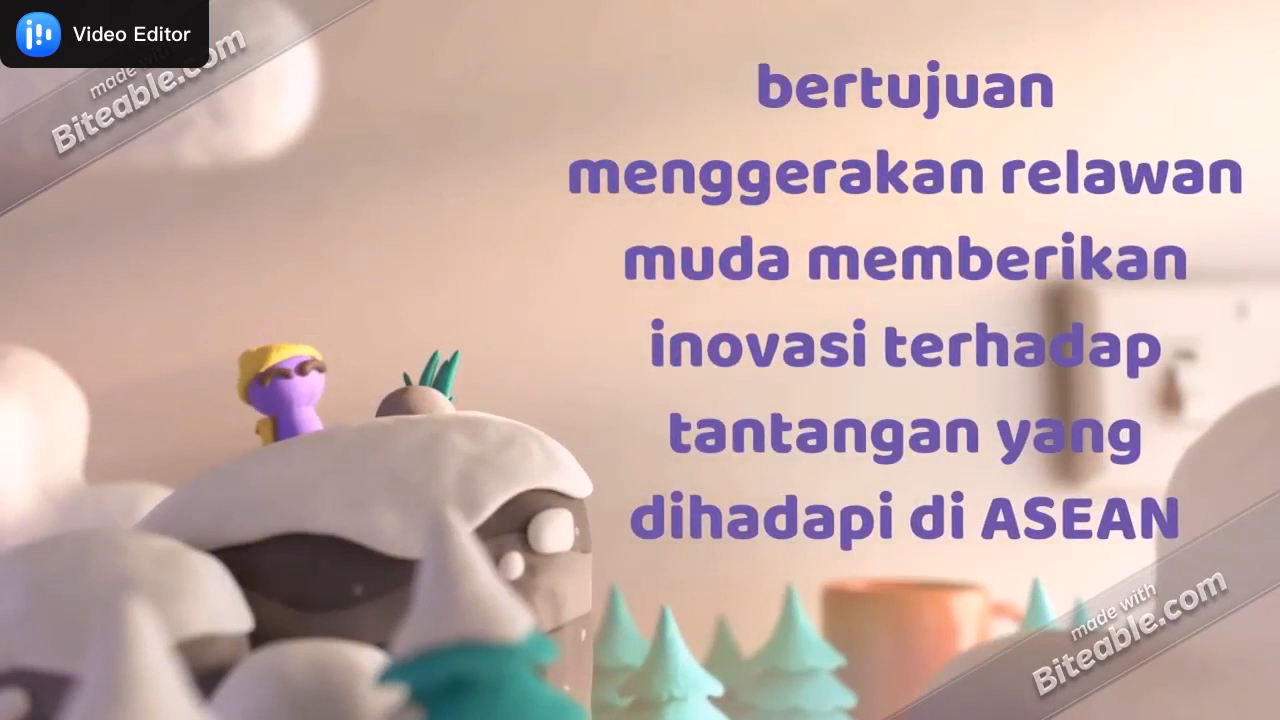 Video Editor
made with
Biteable.com
bertujuan
menggerakan relawan
muda memberikan
inovasi terhadap
tantangan yang
dihadapi di ASEAN
made with
Biteable.com